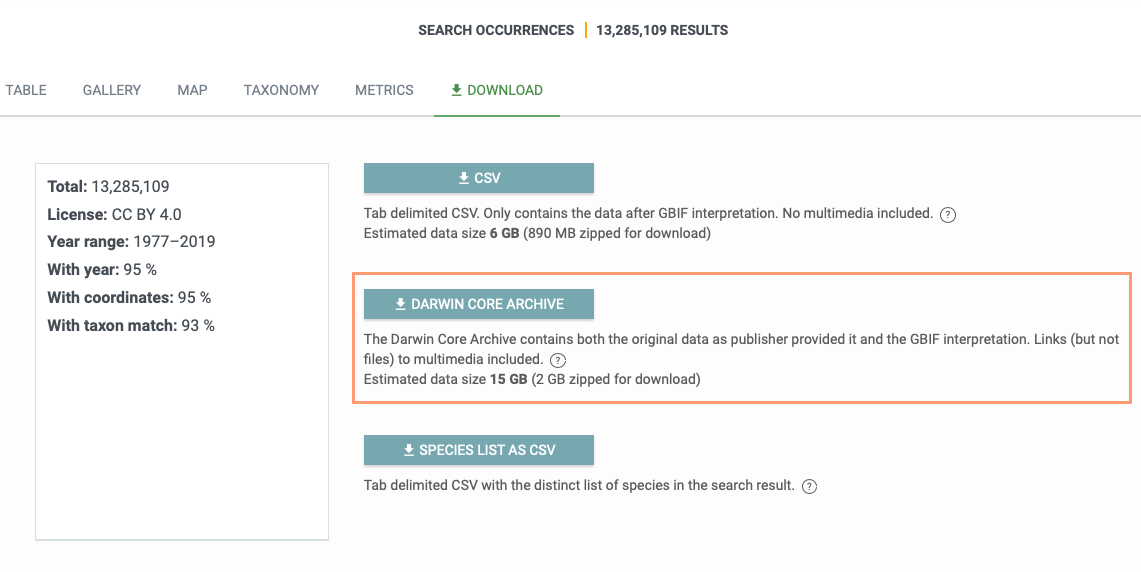 SEARCH OCCURRENCES | 13,285,109 RESULTS
TABLE GALLERY MAP TAXONOMY METRICS DOWNLOAD
Total: 13,285,109
License: CC BY 4.0
Year range: 1977–2019
With year: 95 %
With coordinates: 95 %
With taxon match: 93 %
CSV
Tab delimited CSV. Only contains the data after GBIF interpretation. No multimedia included. ?
Estimated data size 6 GB (890 MB zipped for download)
DARWIN CORE ARCHIVE
The Darwin Core Archive contains both the original data as publisher provided it and the GBIF interpretation. Links (but not
files) to multimedia included. ?
Estimated data size 15 GB (2 GB zipped for download)
SPECIES LIST AS CSV
Tab delimited CSV with the distinct list of species in the search result. ?